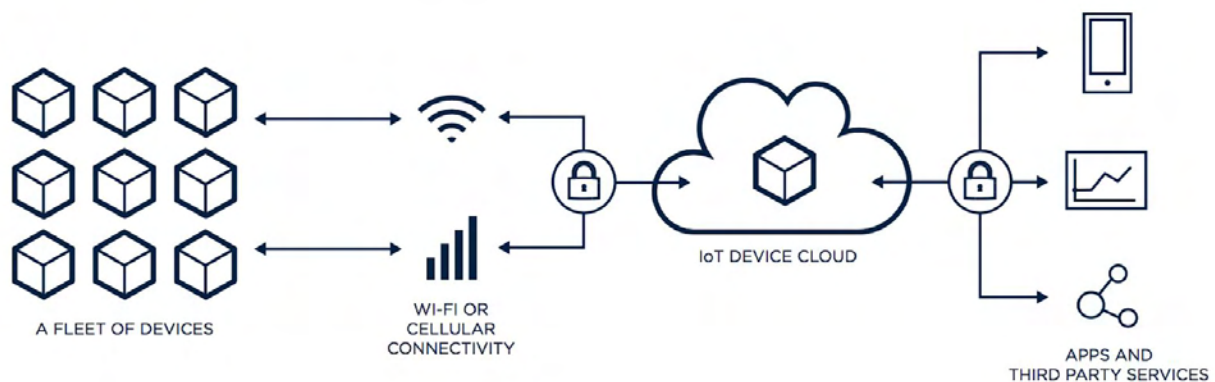 A FLEET OF DEVICES
WI-FI OR
CELLULAR
CONNECTIVITY
IoT DEVICE CLOUD
APPS AND
THIRD PARTY SERVICES